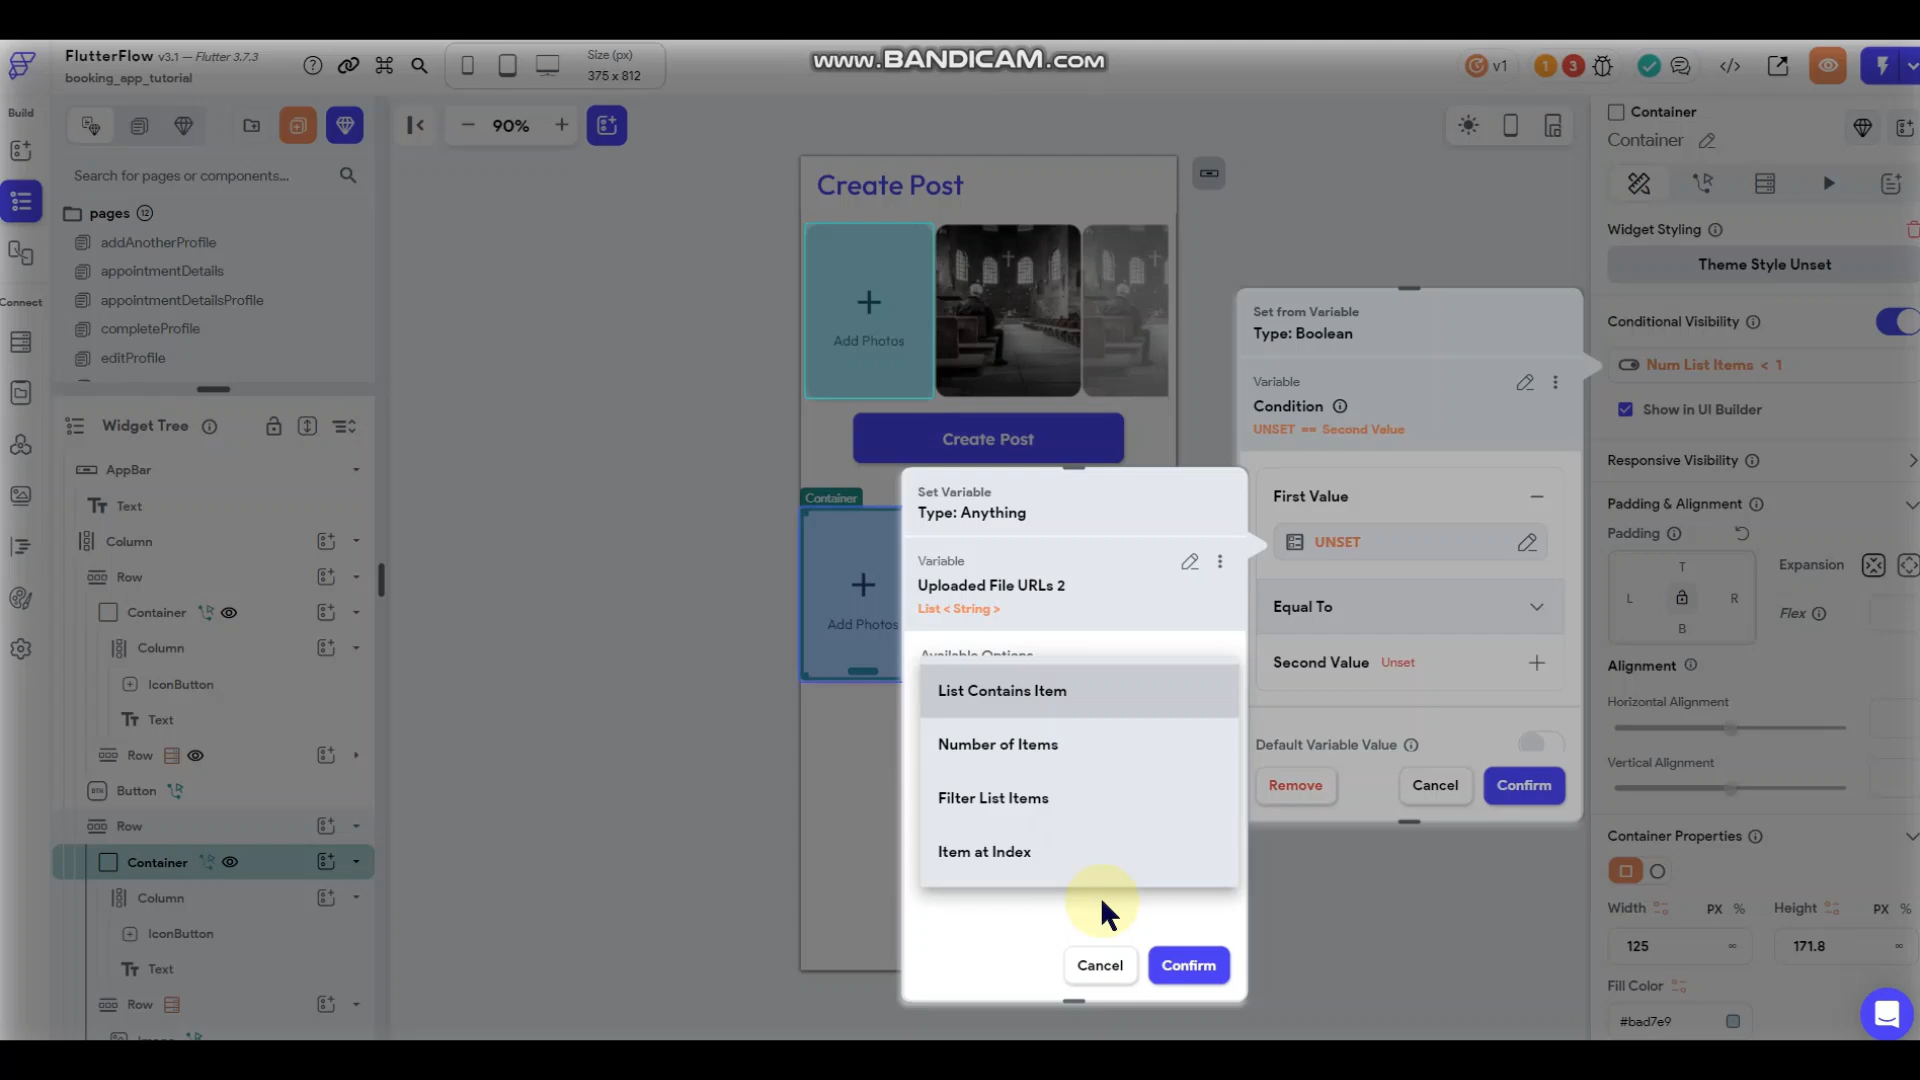 www.BANDICAM.com
FlutterFlow v3.1 — Flutter 3.7.3
booking_app_tutorial
Size (px)
375 x 812
v1
1
3
Build
Connect
Search for pages or components...
pages 12
addAnotherProfile
appointmentDetails
appointmentDetailsProfile
completeProfile
editProfile
Widget Tree
AppBar
Text
Column
Row
Container
Column
IconButton
Text
Row
Button
Row
Container
Column
IconButton
Text
Row
90%
Create Post
Add Photos
Create Post
Container
Add Photos
Set Variable
Type: Anything
Variable
Uploaded File URLs 2
List < String >
Available Options
List Contains Item
Number of Items
Filter List Items
Item at Index
Cancel
Confirm
Set from Variable
Type: Boolean
Variable
Condition
UNSET == Second Value
First Value
UNSET
Equal To
Second Value Unset
Default Variable Value
Remove
Cancel
Confirm
Container
Container
Widget Styling
Theme Style Unset
Conditional Visibility
Num List Items < 1
Show in UI Builder
Responsive Visibility
Padding & Alignment
Padding
Expansion
T
L
R
B
Flex
Alignment
Horizontal Alignment
Vertical Alignment
Container Properties
Width PX % Height PX %
125 171.8
Fill Color
#bad7e9